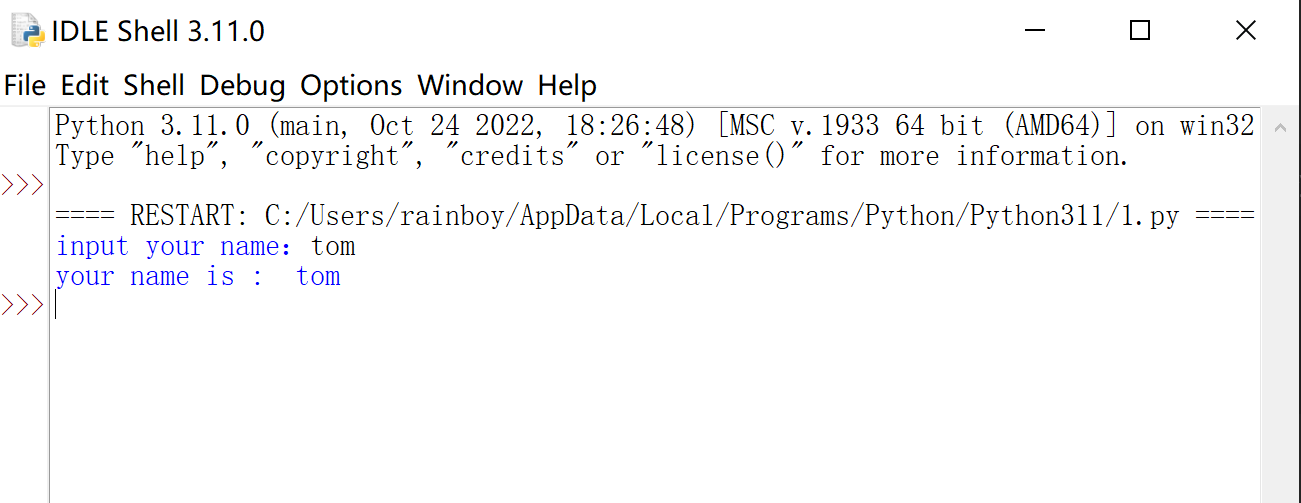 IDLE Shell 3.11.0
File Edit Shell Debug Options Window Help
Python 3.11.0 (main, Oct 24 2022, 18:26:48) [MSC v.1933 64 bit (AMD64)] on win32
Type "help", "copyright", "credits" or "license()" for more information.
>>>
==== RESTART: C:/Users/rainboy/AppData/Local/Programs/Python/Python311/1.py ====
input your name: tom
your name is :  tom
>>>